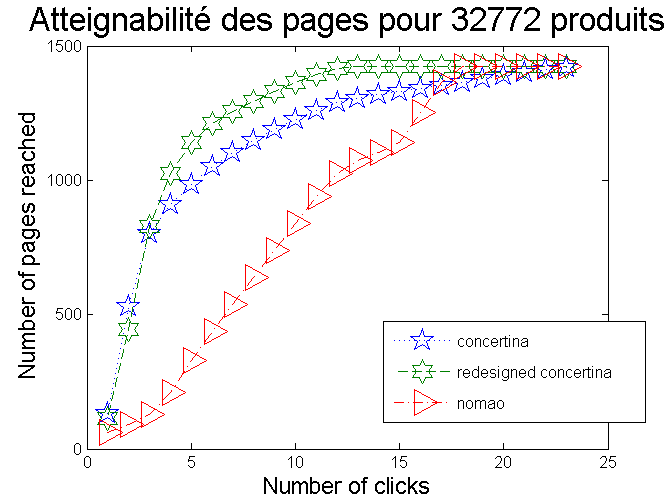 Atteignabilité des pages pour 32772 produits
1500
1000
500
0
Number of pages reached
concertina
redesigned concertina
nomao
0 5 10 15 20 25
Number of clicks